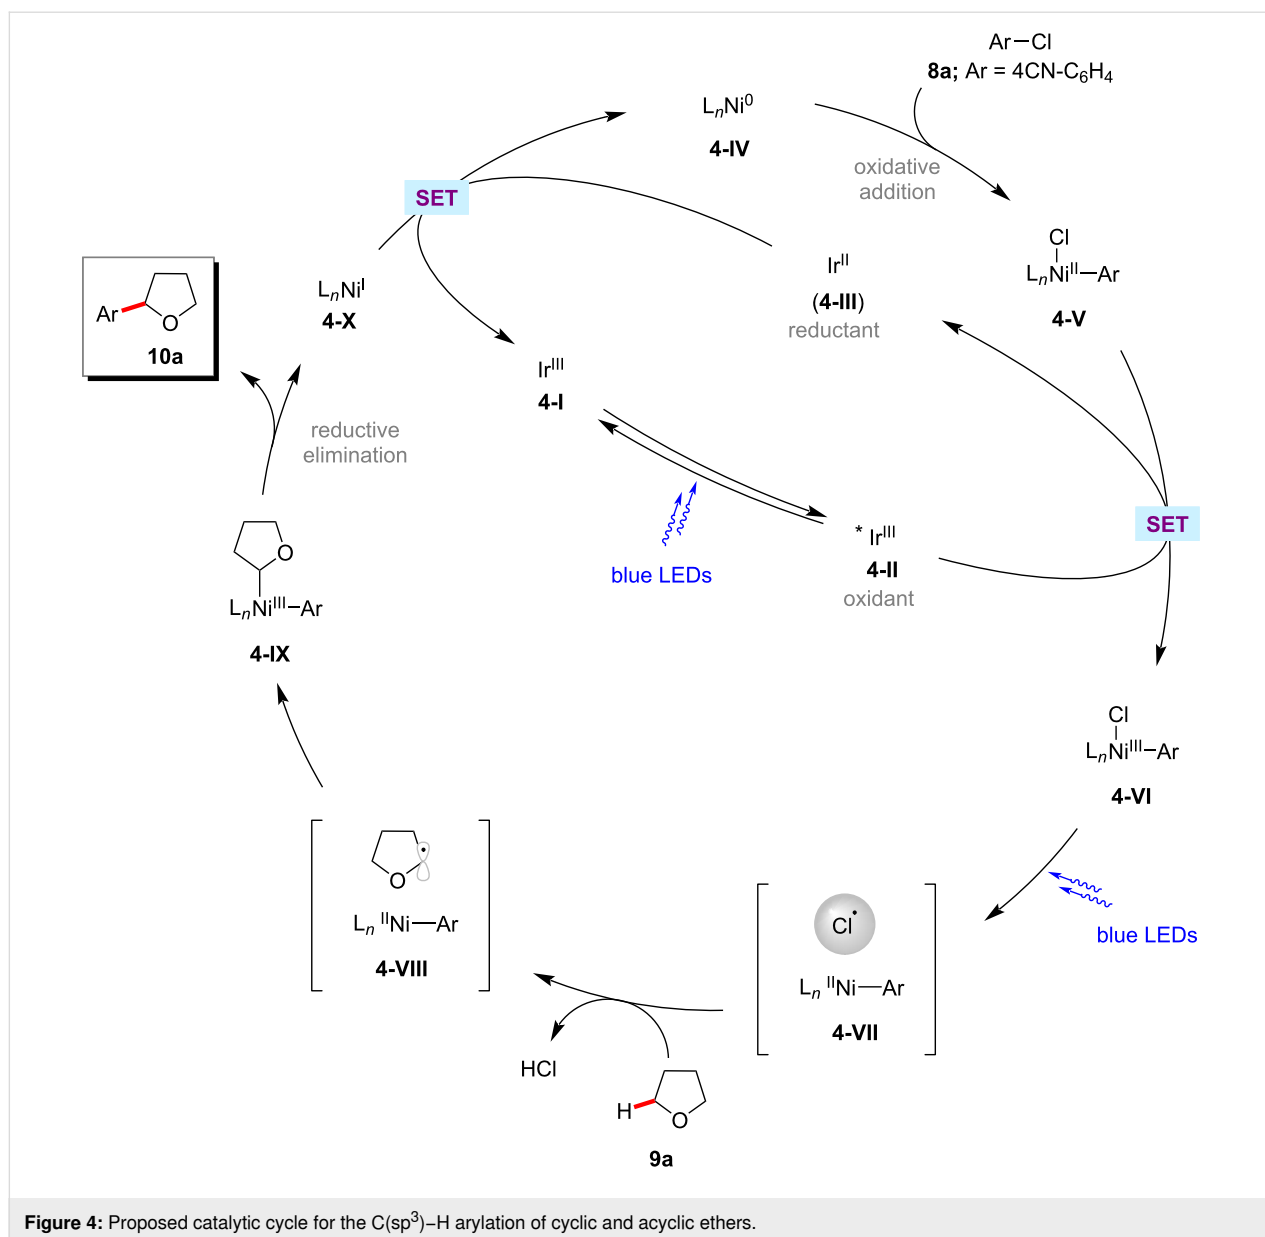 Ar–Cl
8a; Ar = 4CN-C6H4
LnNi0
4-IV
oxidative
addition
SET
Cl
LnNiII–Ar
4-V
IrII
(4-III)
reductant
LnNiI
4-X
Ar
O
10a
IrIII
4-I
reductive
elimination
blue LEDs
* IrIII
4-II
oxidant
SET
O
LnNiIII–Ar
4-IX
Cl
LnNiIII–Ar
4-VI
blue LEDs
O
Ln IINi—Ar
4-VIII
Cl•
Ln IINi—Ar
4-VII
HCl
H
O
9a
Figure 4: Proposed catalytic cycle for the C(sp3)–H arylation of cyclic and acyclic ethers.